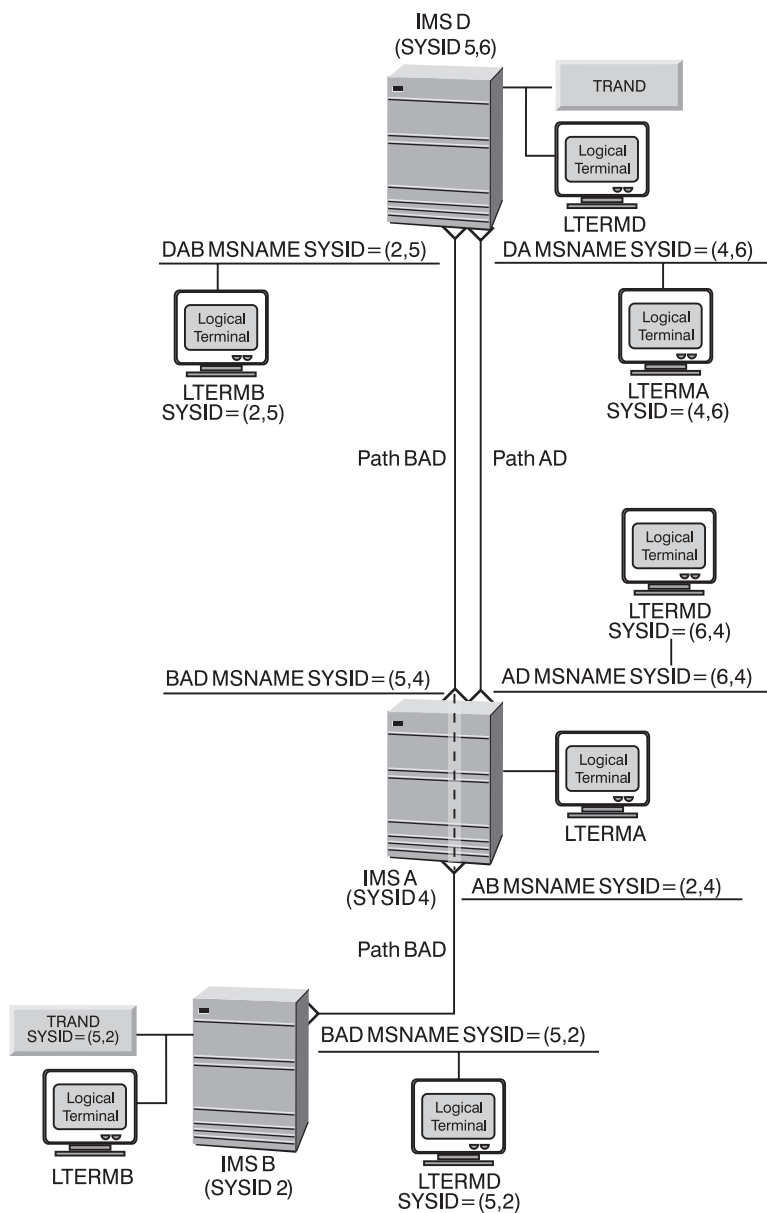 IMS D
(SYSID 5,6)
TRAND
Logical
Terminal
LTERMD
DAB MSNAME SYSID=(2,5)
DA MSNAME SYSID=(4,6)
Logical
Terminal
LTERMB
SYSID=(2,5)
Logical
Terminal
LTERMA
SYSID=(4,6)
Path BAD
Path AD
Logical
Terminal
LTERMD
SYSID=(6,4)
BAD MSNAME SYSID=(5,4)
AD MSNAME SYSID=(6,4)
Logical
Terminal
LTERMA
IMS A
(SYSID 4)
AB MSNAME SYSID=(2,4)
Path BAD
TRAND
SYSID=(5,2)
BAD MSNAME SYSID=(5,2)
Logical
Terminal
LTERMB
IMS B
(SYSID 2)
Logical
Terminal
LTERMD
SYSID=(5,2)